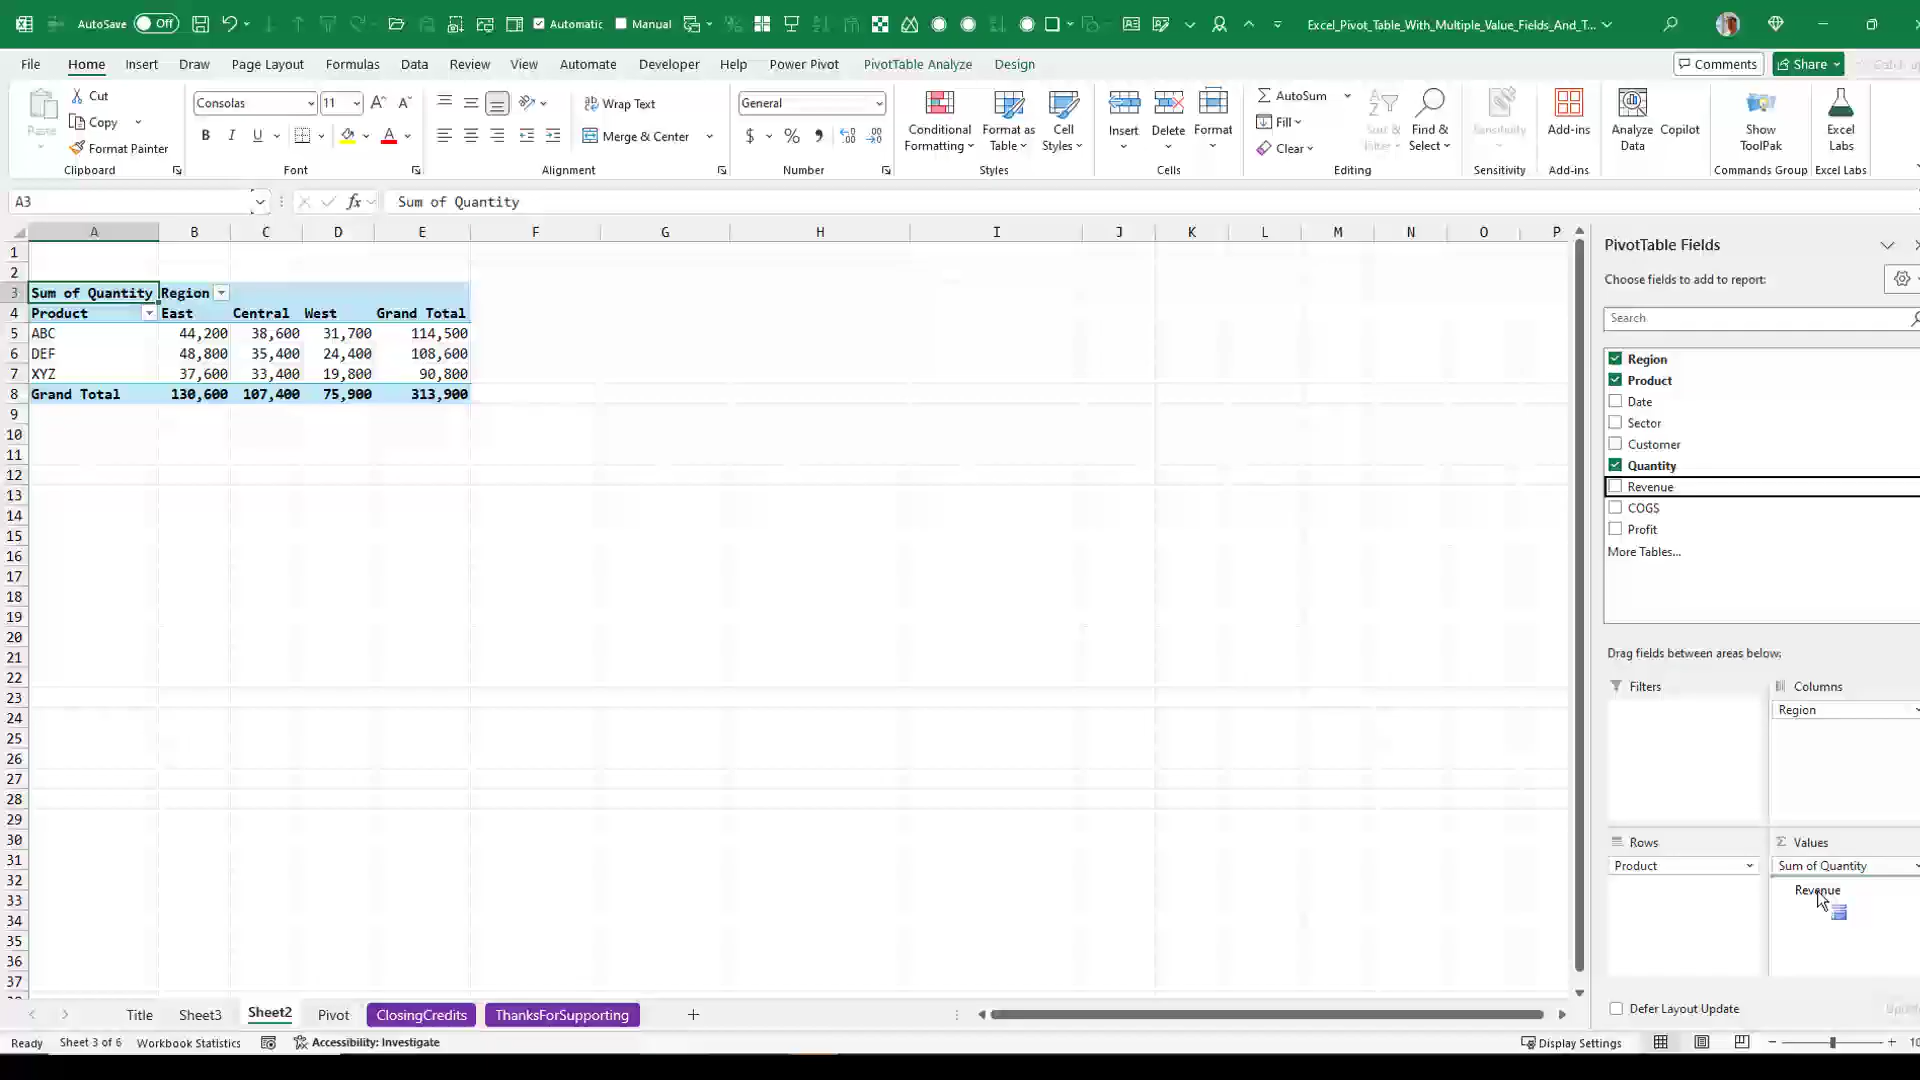 AutoSave Off Automatic Manual Excel_Pivot_Table_With_Multiple_Value_Fields_And_T...
File Home Insert Draw Page Layout Formulas Data Review View Automate Developer Help Power Pivot PivotTable Analyze Design Comments Share
Paste Cut Copy Format Painter Clipboard
Consolas 11 B I U A Font
Wrap Text Merge & Center Alignment
General $ % Number
Conditional Formatting Format as Table Cell Styles Styles
Insert Delete Format Cells
AutoSum Fill Clear Sort & Filter Find & Select Editing
Sensitivity Sensitivity
Add-ins Add-ins
Analyze Data Copilot
Show ToolPak Commands Group
Excel Labs Excel Labs
A3 fx Sum of Quantity
A B C D E F G H I J K L M N O P
1
2
3 Sum of Quantity Region
4 Product East Central West Grand Total
5 ABC 44,200 38,600 31,700 114,500
6 DEF 48,800 35,400 24,400 108,600
7 XYZ 37,600 33,400 19,800 90,800
8 Grand Total 130,600 107,400 75,900 313,900
9
10
11
12
13
14
15
16
17
18
19
20
21
22
23
24
25
26
27
28
29
30
31
32
33
34
35
36
37
PivotTable Fields
Choose fields to add to report:
Search
Region
Product
Date
Sector
Customer
Quantity
Revenue
COGS
Profit
More Tables...
Drag fields between areas below:
Filters Columns
Region
Rows Values
Product Sum of Quantity
Revenue
Defer Layout Update
Title Sheet3 Sheet2 Pivot ClosingCredits ThanksForSupporting
Ready Sheet 3 of 6 Workbook Statistics Accessibility: Investigate Display Settings